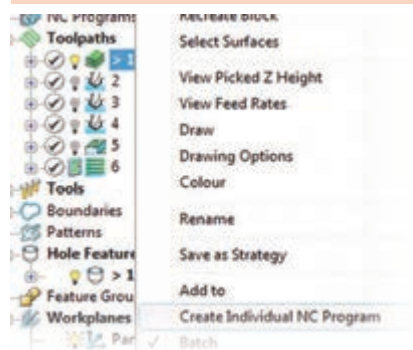 NC Programs
Toolpaths
> 1
2
3
4
5
6
Tools
Boundaries
Patterns
Hole Feature
> 1
Feature Grou
Workplanes
Par
Recreate Block
Select Surfaces
View Picked Z Height
View Feed Rates
Draw
Drawing Options
Colour
Rename
Save as Strategy
Add to
Create Individual NC Program
Batch